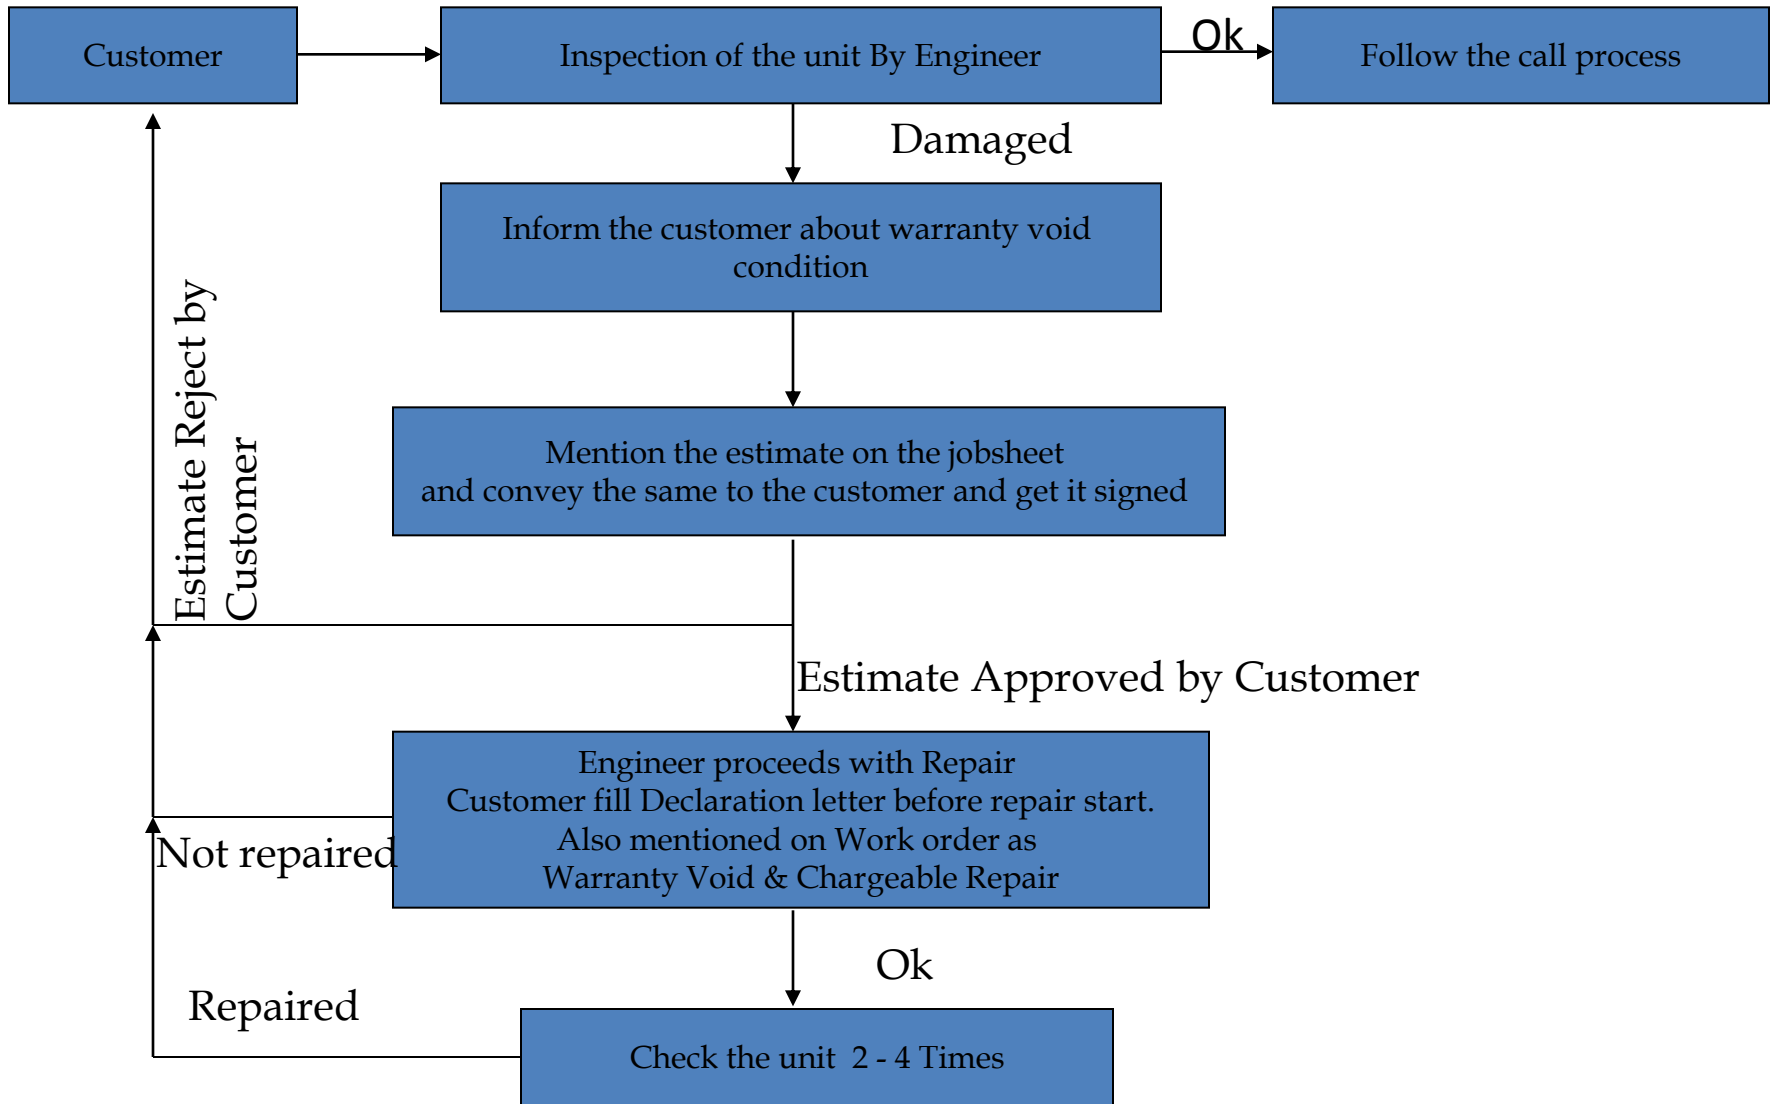 Customer
Inspection of the unit By Engineer
Ok
Follow the call process
Damaged
Inform the customer about warranty void
condition
Estimate Reject by
Customer
Mention the estimate on the jobsheet
and convey the same to the customer and get it signed
Estimate Approved by Customer
Engineer proceeds with Repair
Customer fill Declaration letter before repair start.
Also mentioned on Work order as
Warranty Void & Chargeable Repair
Not repaired
Ok
Repaired
Check the unit 2 - 4 Times